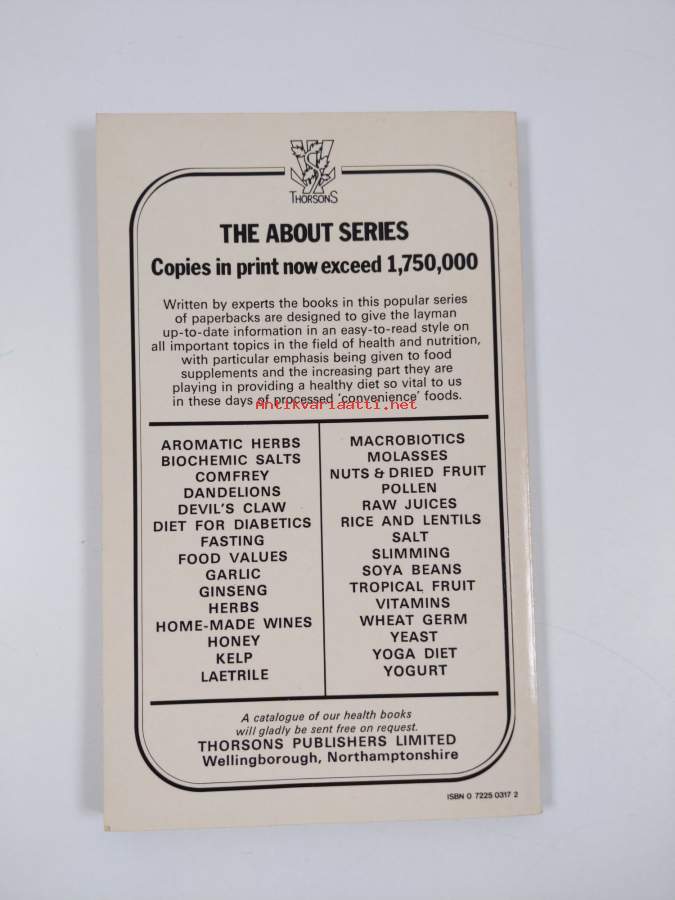 THORSONS
THE ABOUT SERIES
Copies in print now exceed 1,750,000
Written by experts the books in this popular series
of paperbacks are designed to give the layman
up-to-date information in an easy-to-read style on
all important topics in the field of health and nutrition,
with particular emphasis being given to food
supplements and the increasing part they are
playing in providing a healthy diet so vital to us
in these days of processed 'convenience' foods.
Antikvariaatti.net
AROMATIC HERBS
BIOCHEMIC SALTS
COMFREY
DANDELIONS
DEVIL'S CLAW
DIET FOR DIABETICS
FASTING
FOOD VALUES
GARLIC
GINSENG
HERBS
HOME-MADE WINES
HONEY
KELP
LAETRILE
MACROBIOTICS
MOLASSES
NUTS & DRIED FRUIT
POLLEN
RAW JUICES
RICE AND LENTILS
SALT
SLIMMING
SOYA BEANS
TROPICAL FRUIT
VITAMINS
WHEAT GERM
YEAST
YOGA DIET
YOGURT
A catalogue of our health books
will gladly be sent free on request.
THORSONS PUBLISHERS LIMITED
Wellingborough, Northamptonshire
ISBN 0 7225 0317 2